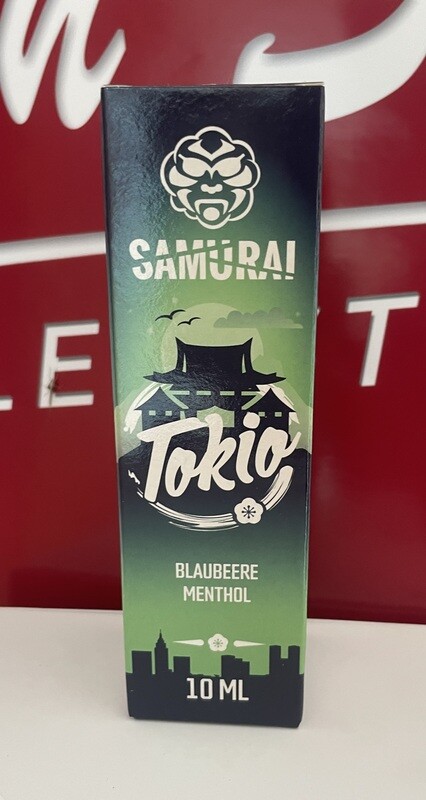 SAMURAI
Tokio
BLAUBEERE
MENTHOL
10 ML